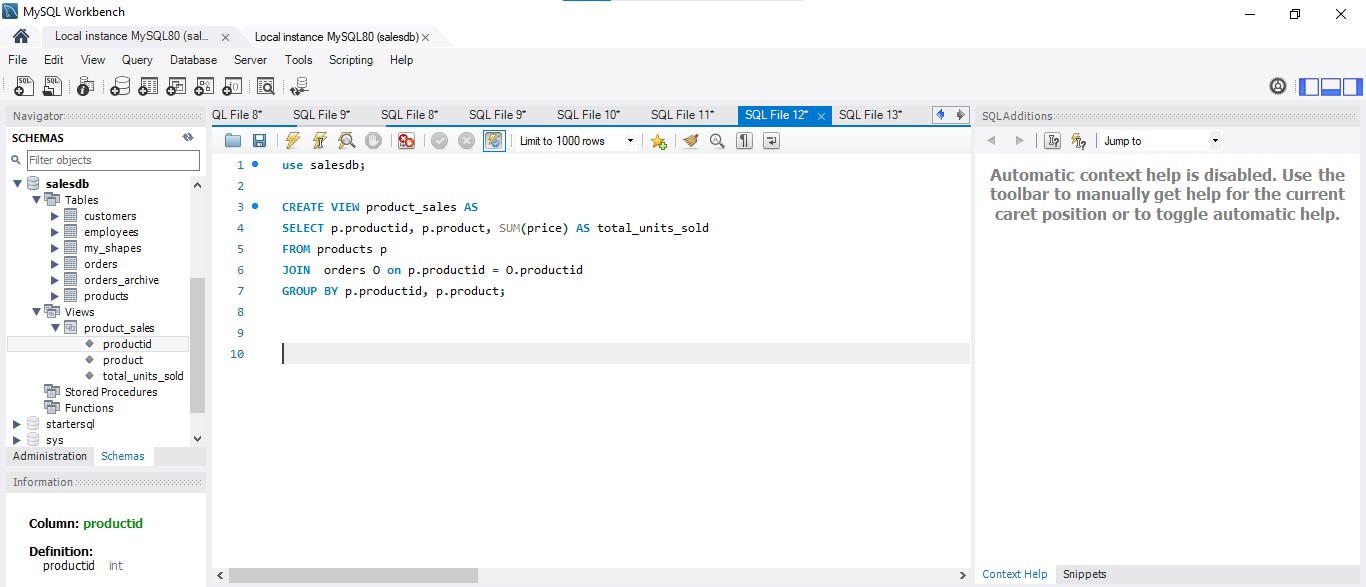 MySQL Workbench
Local instance MySQL80 (sal...
Local instance MySQL80 (salesdb)
File Edit View Query Database Server Tools Scripting Help
Navigator
SCHEMAS
Filter objects
salesdb
Tables
customers
employees
my_shapes
orders
orders_archive
products
Views
product_sales
productid
product
total_units_sold
Stored Procedures
Functions
startersql
sys
Administration Schemas
Information
Column: productid
Definition:
productid int
QL File 8* SQL File 9* SQL File 8* SQL File 9* SQL File 10* SQL File 11* SQL File 12* SQL File 13*
Limit to 1000 rows
1 use salesdb;
2
3 CREATE VIEW product_sales AS
4 SELECT p.productid, p.product, SUM(price) AS total_units_sold
5 FROM products p
6 JOIN  orders O on p.productid = O.productid
7 GROUP BY p.productid, p.product;
8
9
10
SQLAdditions
Jump to
Automatic context help is disabled. Use the
toolbar to manually get help for the current
caret position or to toggle automatic help.
Context Help Snippets